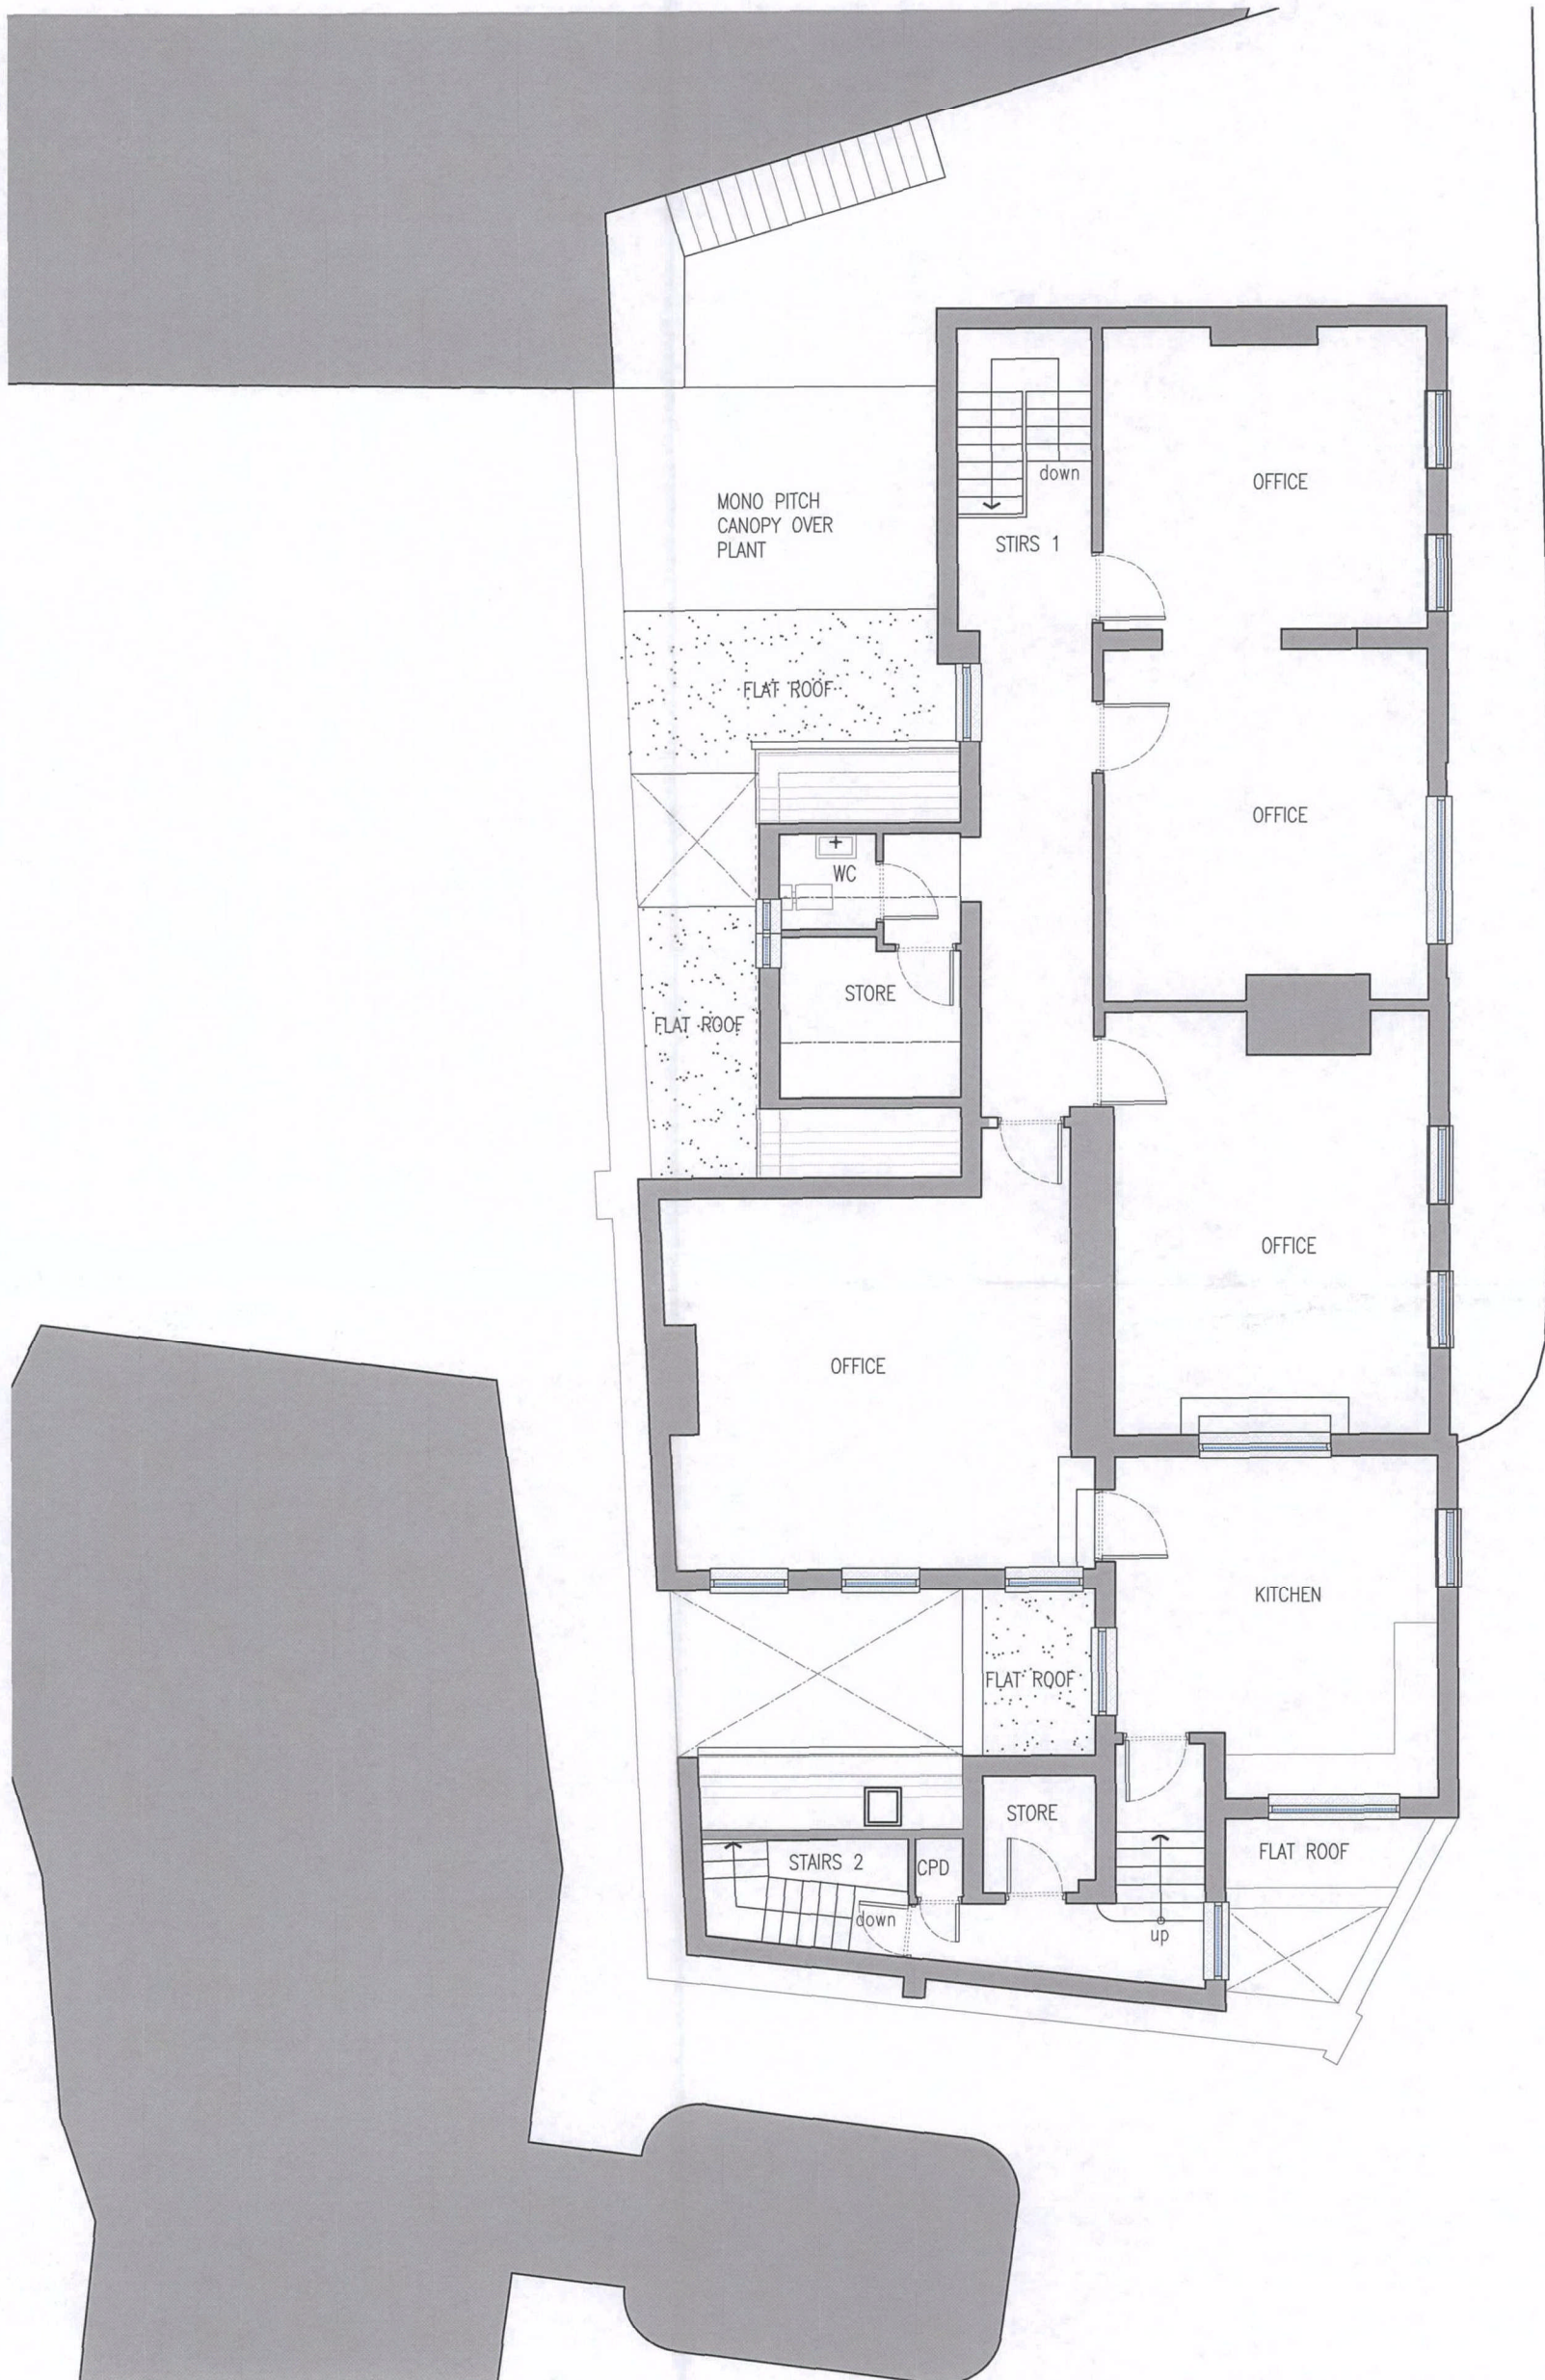 OFFICE
down
MONO PITCH
CANOPY OVER
PLANT
STIRS 1
FLAT ROOF
OFFICE
WC
STORE
FLAT ROOF
OFFICE
OFFICE
KITCHEN
FLAT ROOF
STORE
FLAT ROOF
STAIRS 2
CPD
down
up